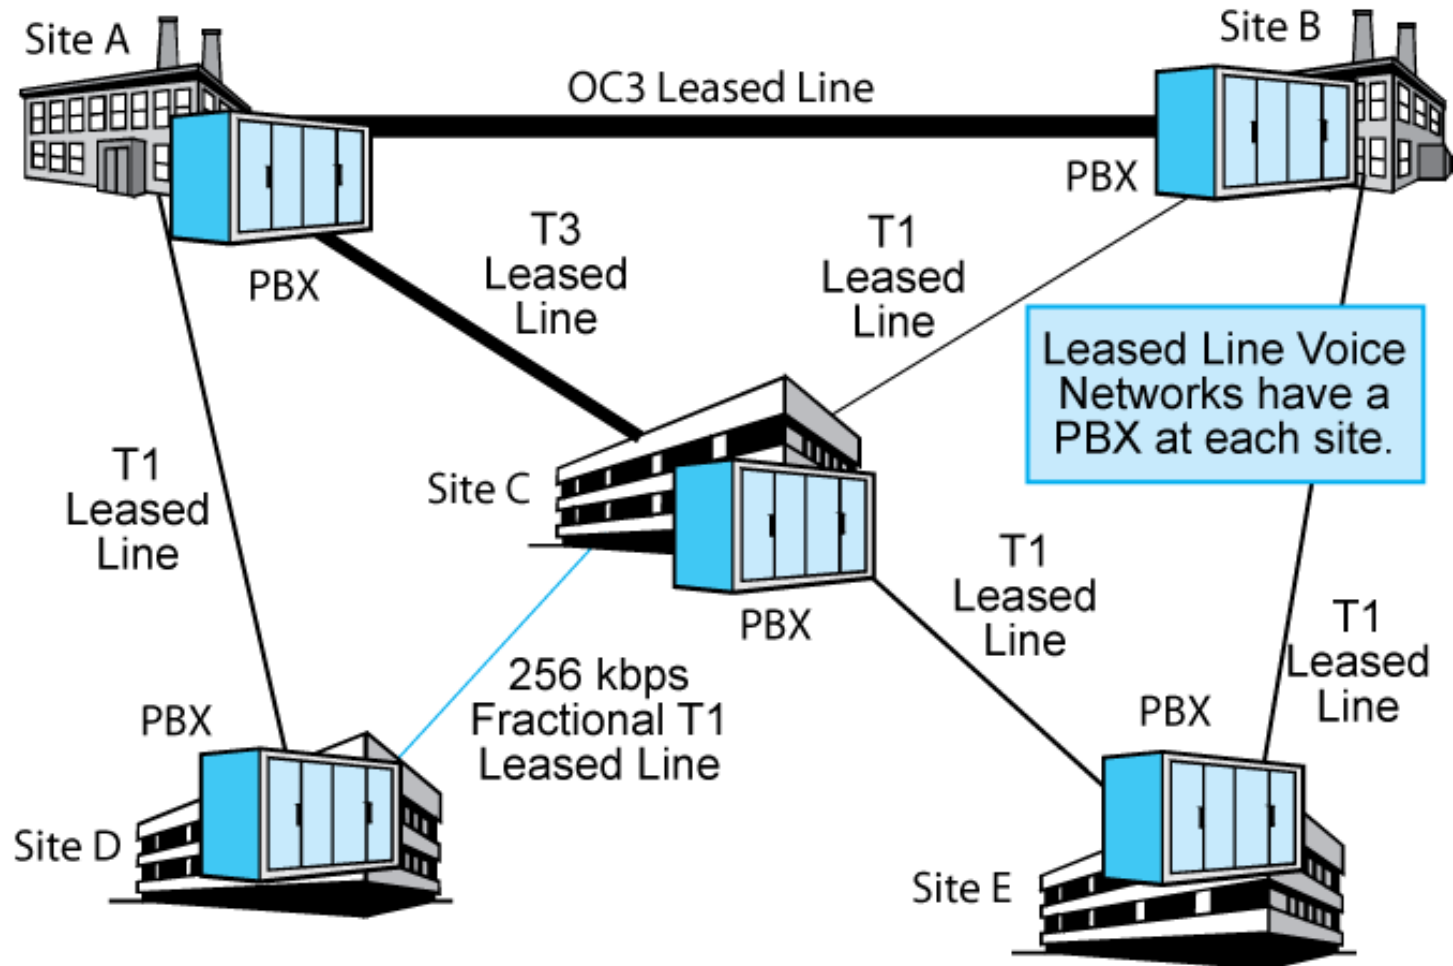 Site A
Site B
OC3 Leased Line
PBX
PBX
T3
Leased
Line
T1
Leased
Line
Leased Line Voice
Networks have a
PBX at each site.
T1
Leased
Line
Site C
PBX
T1
Leased
Line
T1
Leased
Line
256 kbps
Fractional T1
Leased Line
PBX
Site D
PBX
Site E